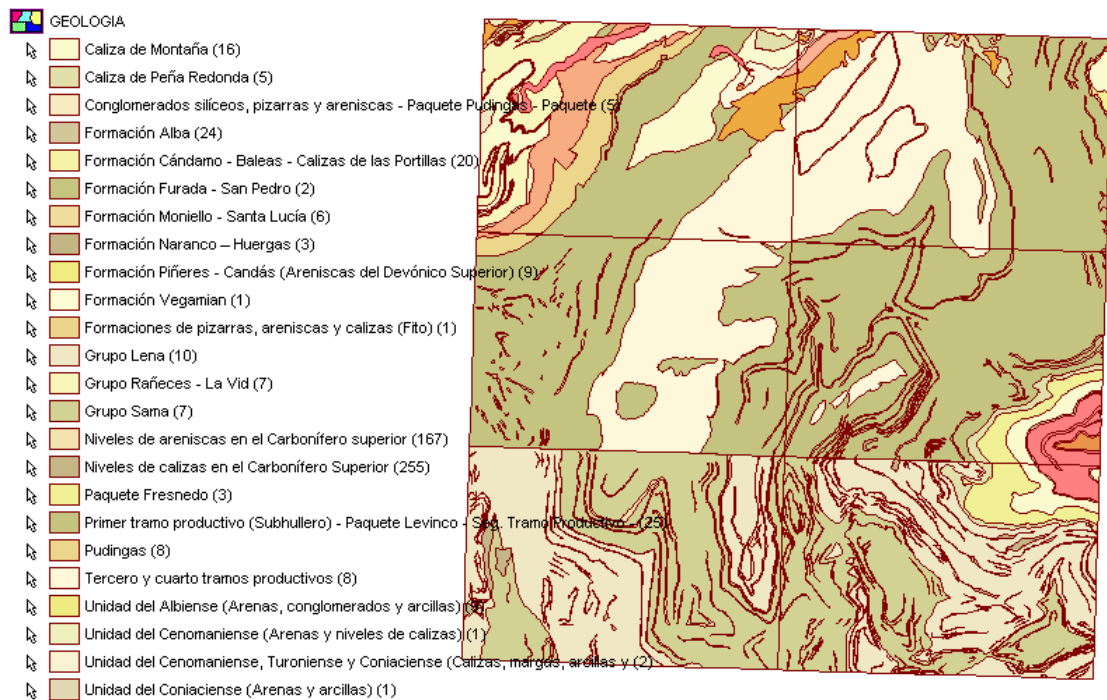 GEOLOGIA
Caliza de Montaña (16)
Caliza de Peña Redonda (5)
Conglomerados silíceos, pizarras y areniscas - Paquete Pudingas - Paquete (5)
Formación Alba (24)
Formación Cándamo - Baleas - Calizas de las Portillas (20)
Formación Furada - San Pedro (2)
Formación Moniello - Santa Lucía (6)
Formación Naranco – Huergas (3)
Formación Piñeres - Candás (Areniscas del Devónico Superior) (9)
Formación Vegamian (1)
Formaciones de pizarras, areniscas y calizas (Fito) (1)
Grupo Lena (10)
Grupo Rañeces - La Vid (7)
Grupo Sama (7)
Niveles de areniscas en el Carbonífero superior (167)
Niveles de calizas en el Carbonífero Superior (255)
Paquete Fresnedo (3)
Primer tramo productivo (Subhullero) - Paquete Levinco - Seg. Tramo Productivo - (25)
Pudingas (8)
Tercero y cuarto tramos productivos (8)
Unidad del Albiense (Arenas, conglomerados y arcillas) (9)
Unidad del Cenomaniense (Arenas y niveles de calizas) (1)
Unidad del Cenomaniense, Turoniense y Coniaciense (Calizas, margas, arcillas y (2)
Unidad del Coniaciense (Arenas y arcillas) (1)